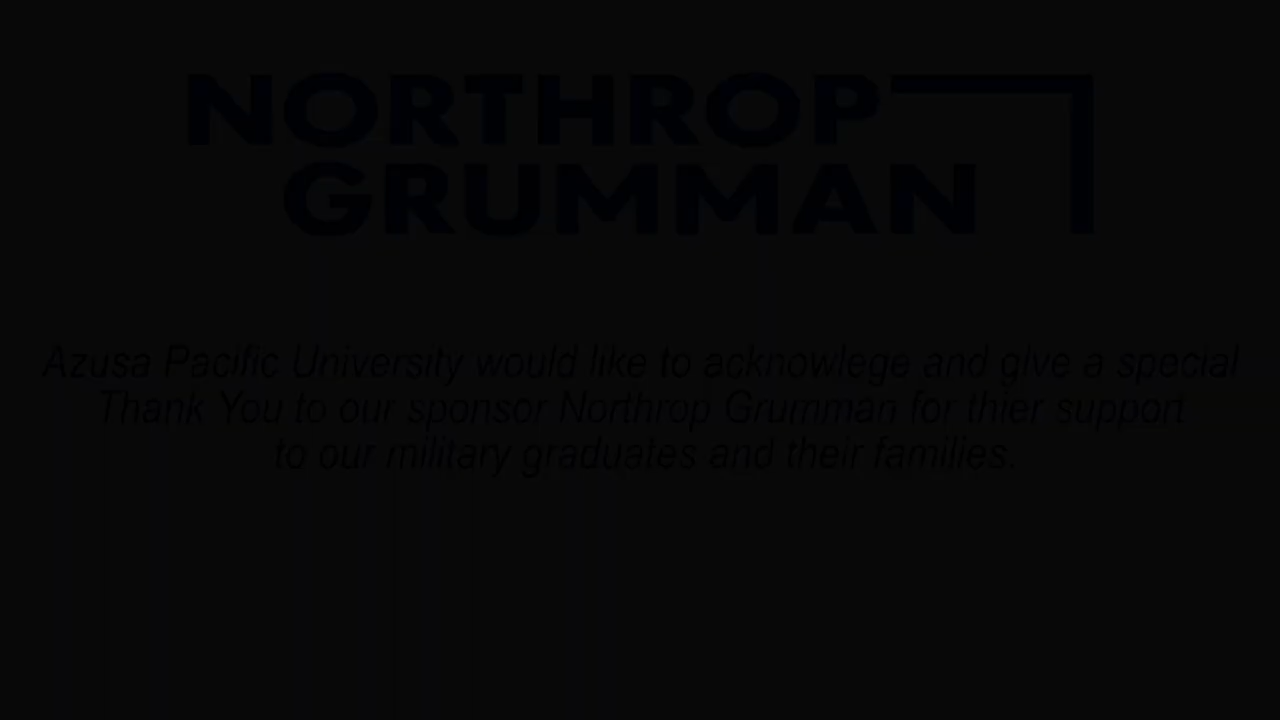 NORTHROP
GRUMMAN
Azusa Pacific University would like to acknowlege and give a special
Thank You to our sponsor Northrop Grumman for thier support
to our military graduates and their families.